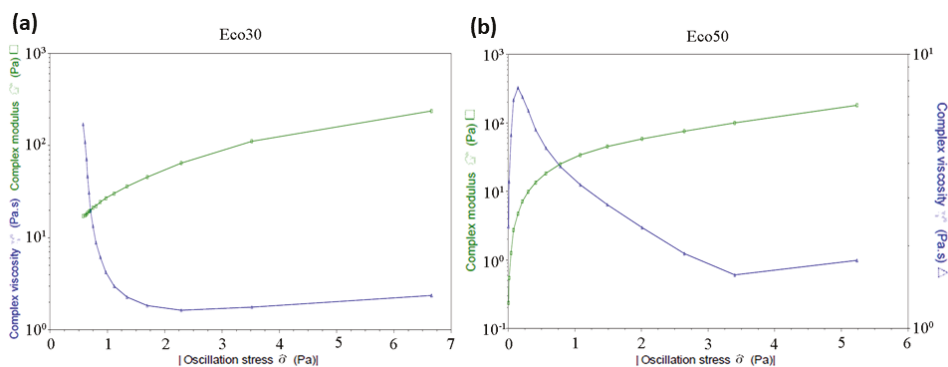 (a)
Eco30
Complex viscosity η* (Pa.s) Complex modulus G* (Pa) □
10³
10²
10¹
10⁰
0 1 2 3 4 5 6 7
| Oscillation stress σ̂ (Pa)|
(b)
Eco50
Complex modulus G* (Pa) □
10³
10²
10¹
10⁰
10⁻¹
0 1 2 3 4 5 6
| Oscillation stress σ̂ (Pa)|
10¹
10⁰
Complex viscosity η* (Pa.s) △